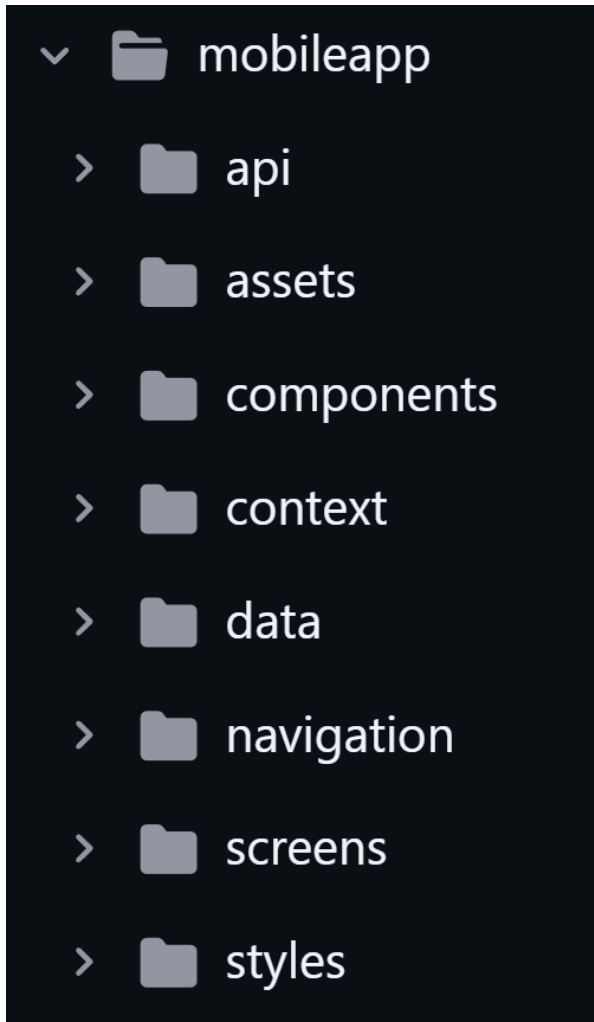 mobileapp
api
assets
components
context
data
navigation
screens
styles